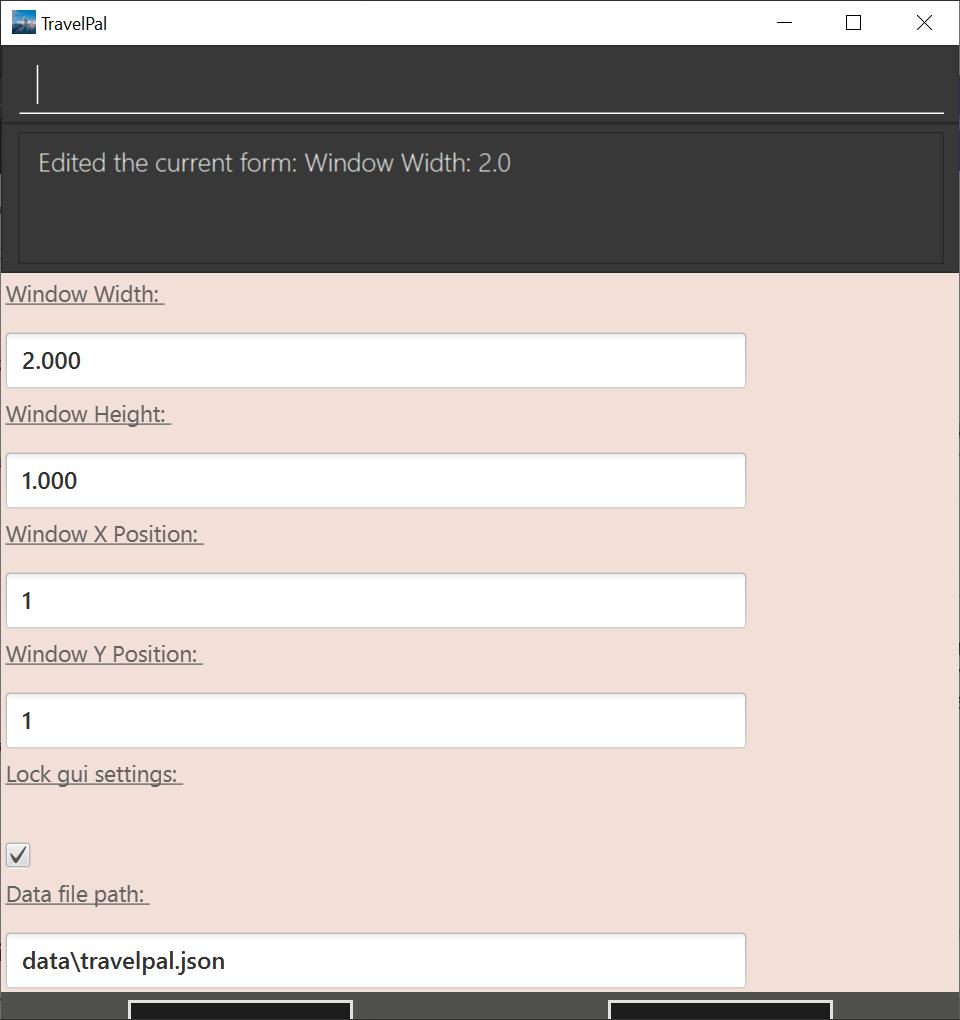 TravelPal
Edited the current form: Window Width: 2.0
Window Width:
2.000
Window Height:
1.000
Window X Position:
1
Window Y Position:
1
Lock gui settings:
Data file path:
data\travelpal.json